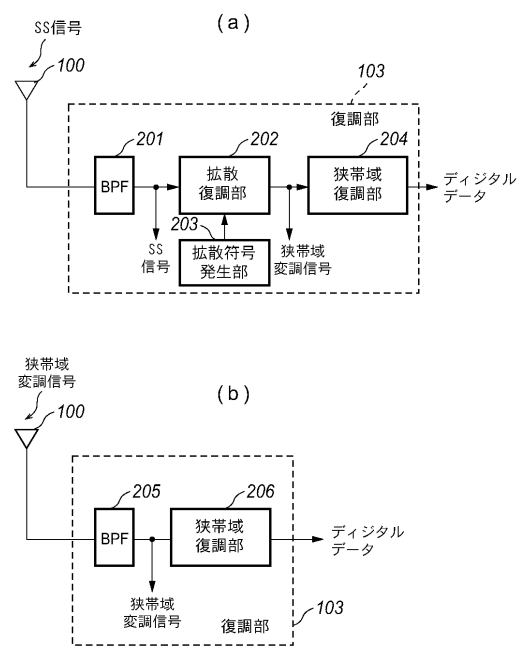 (a)
SS信号
100
103
復調部
201
202
204
BPF
拡散
復調部
狭帯域
復調部
ディジタル
データ
203
SS
信号
拡散符号
発生部
狭帯域
変調信号
(b)
狭帯域
変調信号
100
205
206
BPF
狭帯域
復調部
ディジタル
データ
狭帯域
変調信号
復調部
103